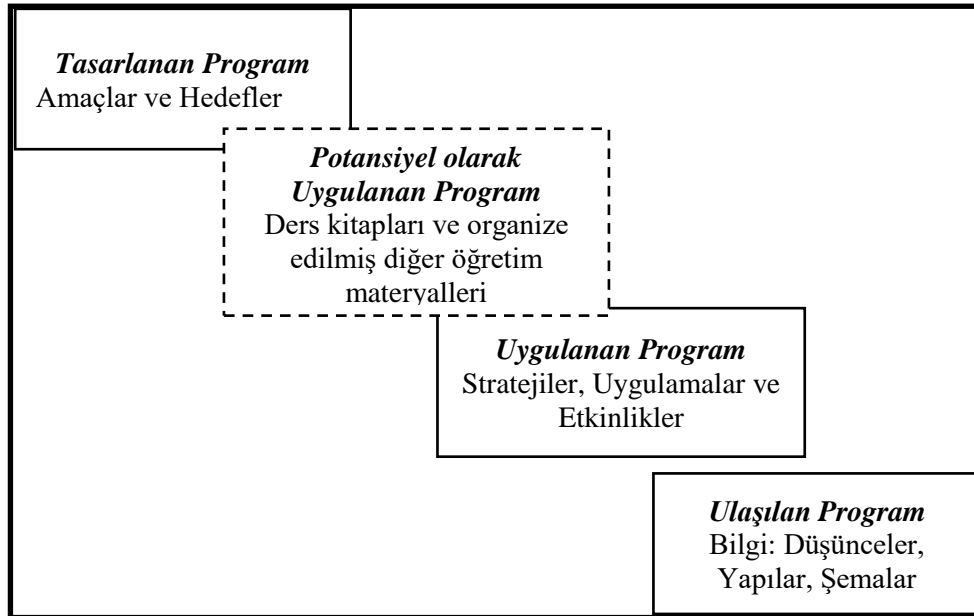 Tasarlanan Program
Amaçlar ve Hedefler
Potansiyel olarak
Uygulanan Program
Ders kitapları ve organize
edilmiş diğer öğretim
materyalleri
Uygulanan Program
Stratejiler, Uygulamalar ve
Etkinlikler
Ulaşılan Program
Bilgi: Düşünceler,
Yapılar, Şemalar